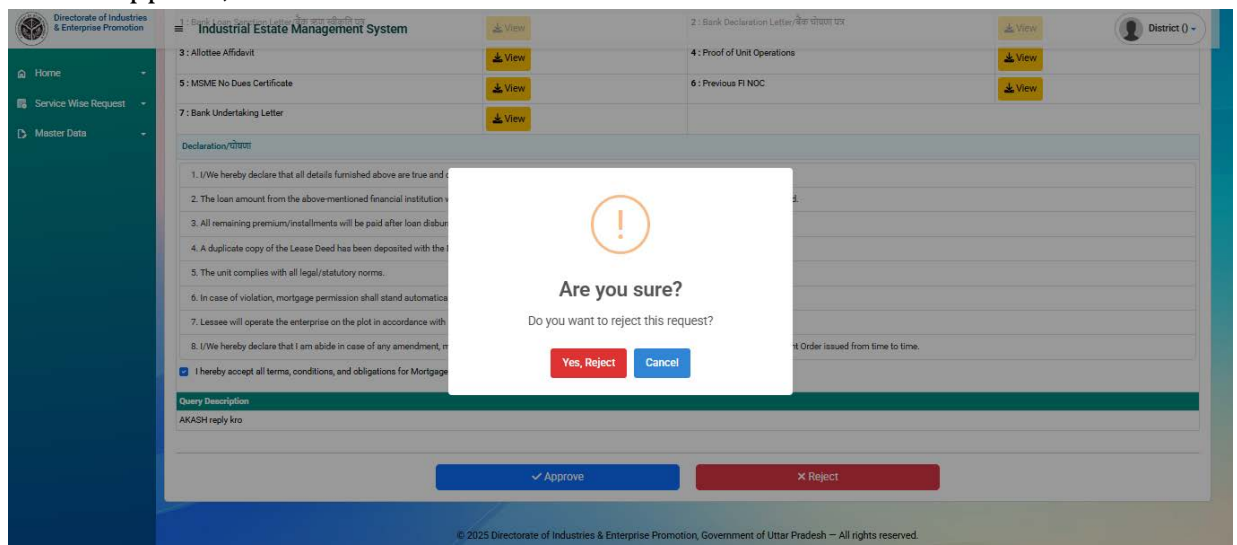 Directorate of Industries
& Enterprise Promotion
Industrial Estate Management System
District ()
Home
Service Wise Request
Master Data
1 : Bank Loan Sanction Letter/बैंक ऋण स्वीकृति पत्र View 2 : Bank Declaration Letter/बैंक घोषणा पत्र View
3 : Allottee Affidavit View 4 : Proof of Unit Operations View
5 : MSME No Dues Certificate View 6 : Previous FI NOC View
7 : Bank Undertaking Letter View
Declaration/घोषणा
1. I/We hereby declare that all details furnished above are true and
2. The loan amount from the above-mentioned financial institution
3. All remaining premium/installments will be paid after loan
4. A duplicate copy of the Lease Deed has been deposited with the
5. The unit complies with all legal/statutory norms.
6. In case of violation, mortgage permission shall stand
7. Lessee will operate the enterprise on the plot in accordance with
8. I/We hereby declare that I am abide in case of any amendment, Order issued from time to time.
I hereby accept all terms, conditions, and obligations for Mortgage
Query Description
AKASH reply kro
Approve Reject
!
Are you sure?
Do you want to reject this request?
Yes, Reject Cancel
© 2025 Directorate of Industries & Enterprise Promotion, Government of Uttar Pradesh — All rights reserved.